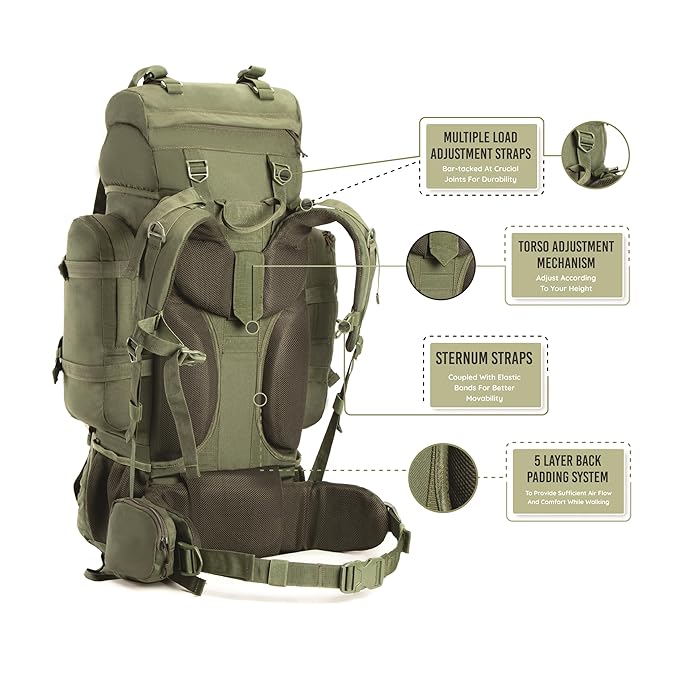 MULTIPLE LOAD
ADJUSTMENT STRAPS
Bar-tacked At Crucial
Joints For Durability
TORSO ADJUSTMENT
MECHANISM
Adjust According
To Your Height
STERNUM STRAPS
Coupled With Elastic
Bands For Better
Movability
5 LAYER BACK
PADDING SYSTEM
To Provide Sufficient Air Flow
And Comfort While Walking